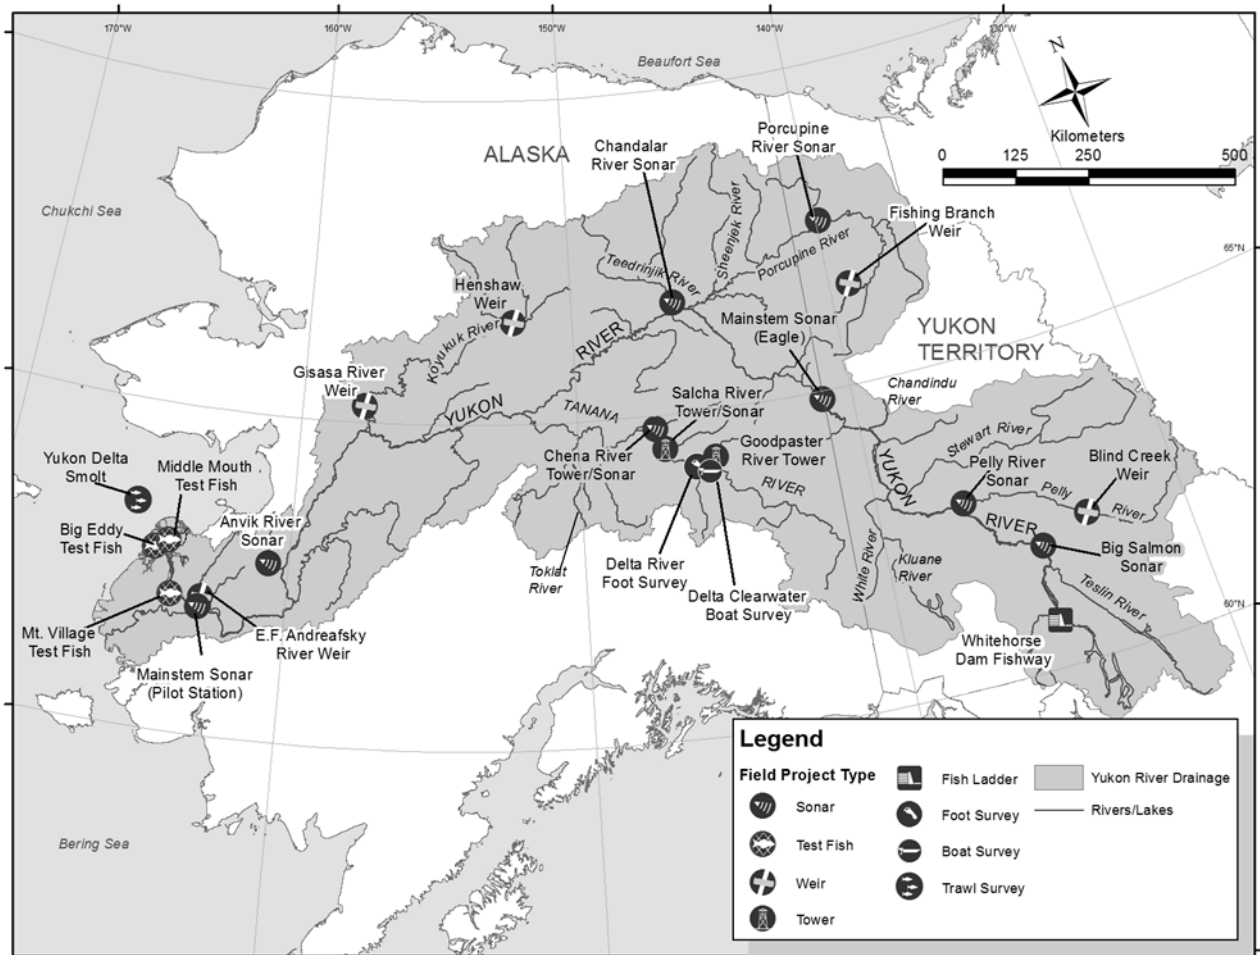 170°W
160°W
150°W
140°W
130°W
Beaufort Sea
N
Kilometers
0 125 250 500
Porcupine
River Sonar
Chandalar
River Sonar
ALASKA
Chukchi Sea
Sheenjek River
Fishing Branch
Weir
65°N
Porcupine River
Teedrinjik River
Henshaw
Weir
Mainstem Sonar
(Eagle)
YUKON
TERRITORY
Koyukuk River
RIVER
Gisasa River
Weir
Chandindu
River
Salcha River
Tower/Sonar
YUKON
TANANA
Stewart River
Goodpaster
River Tower
Chena River
Tower/Sonar
Yukon Delta
Smolt
Middle Mouth
Test Fish
Pelly River
Sonar
Blind Creek
Weir
YUKON
RIVER
Pelly
River
Big Eddy
Test Fish
Anvik River
Sonar
RIVER
Big Salmon
Sonar
Toklat
River
Delta River
Foot Survey
White River
Kluane
River
Delta Clearwater
Boat Survey
Teslin River
60°N
Mt. Village
Test Fish
E.F. Andreafsky
River Weir
Whitehorse
Dam Fishway
Mainstem Sonar
(Pilot Station)
Bering Sea
Legend
Field Project Type
Sonar
Test Fish
Weir
Tower
Fish Ladder
Foot Survey
Boat Survey
Trawl Survey
Yukon River Drainage
Rivers/Lakes